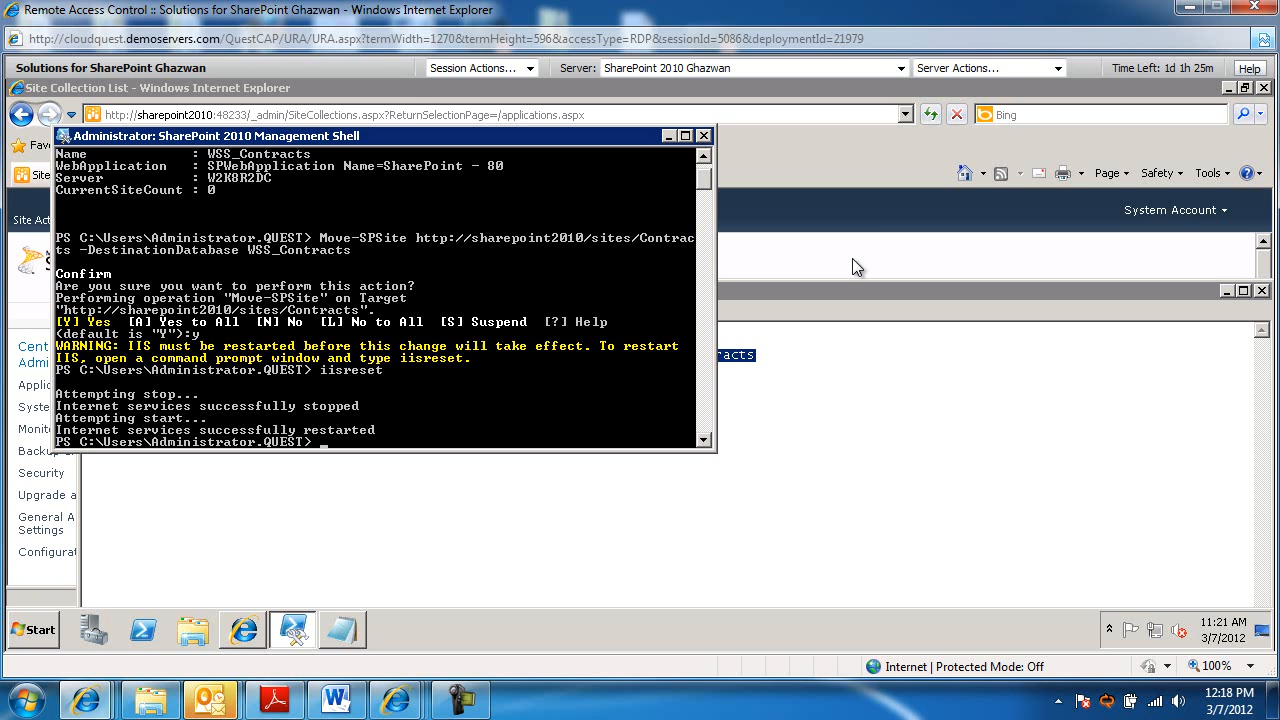 Remote Access Control :: Solutions for SharePoint Ghazwan - Windows Internet Explorer
http://cloudquest.demoservers.com/QuestCAP/URA/URA.aspx?termWidth=1270&termHeight=596&accessType=RDP&sessionId=5086&deploymentId=21979
Solutions for SharePoint Ghazwan
Session Actions...
Server:
SharePoint 2010 Ghazwan
Server Actions...
Time Left: 1d 1h 25m
Help
Site Collection List - Windows Internet Explorer
http://sharepoint2010:48233/_admin/SiteCollections.aspx?ReturnSelectionPage=/applications.aspx
Bing
Administrator: SharePoint 2010 Management Shell
Name : WSS_Contracts
WebApplication : SPWebApplication Name=SharePoint - 80
Server : W2K8R2DC
CurrentSiteCount : 0
PS C:\Users\Administrator.QUEST> Move-SPSite http://sharepoint2010/sites/Contrac
ts -DestinationDatabase WSS_Contracts
Confirm
Are you sure you want to perform this action?
Performing operation "Move-SPSite" on Target
"http://sharepoint2010/sites/Contracts".
[Y] Yes [A] Yes to All [N] No [L] No to All [S] Suspend [?] Help
(default is "Y"):y
WARNING: IIS must be restarted before this change will take effect. To restart
IIS, open a command prompt window and type iisreset.
PS C:\Users\Administrator.QUEST> iisreset
Attempting stop...
Internet services successfully stopped
Attempting start...
Internet services successfully restarted
PS C:\Users\Administrator.QUEST> _
Fav
Site
Page
Safety
Tools
Site Act
System Account
racts
Cent
Admi
Applic
Syste
Monit
Backup
Security
Upgrade a
General A
Settings
Configurat
Start
11:21 AM
3/7/2012
Internet | Protected Mode: Off
100%
12:18 PM
3/7/2012